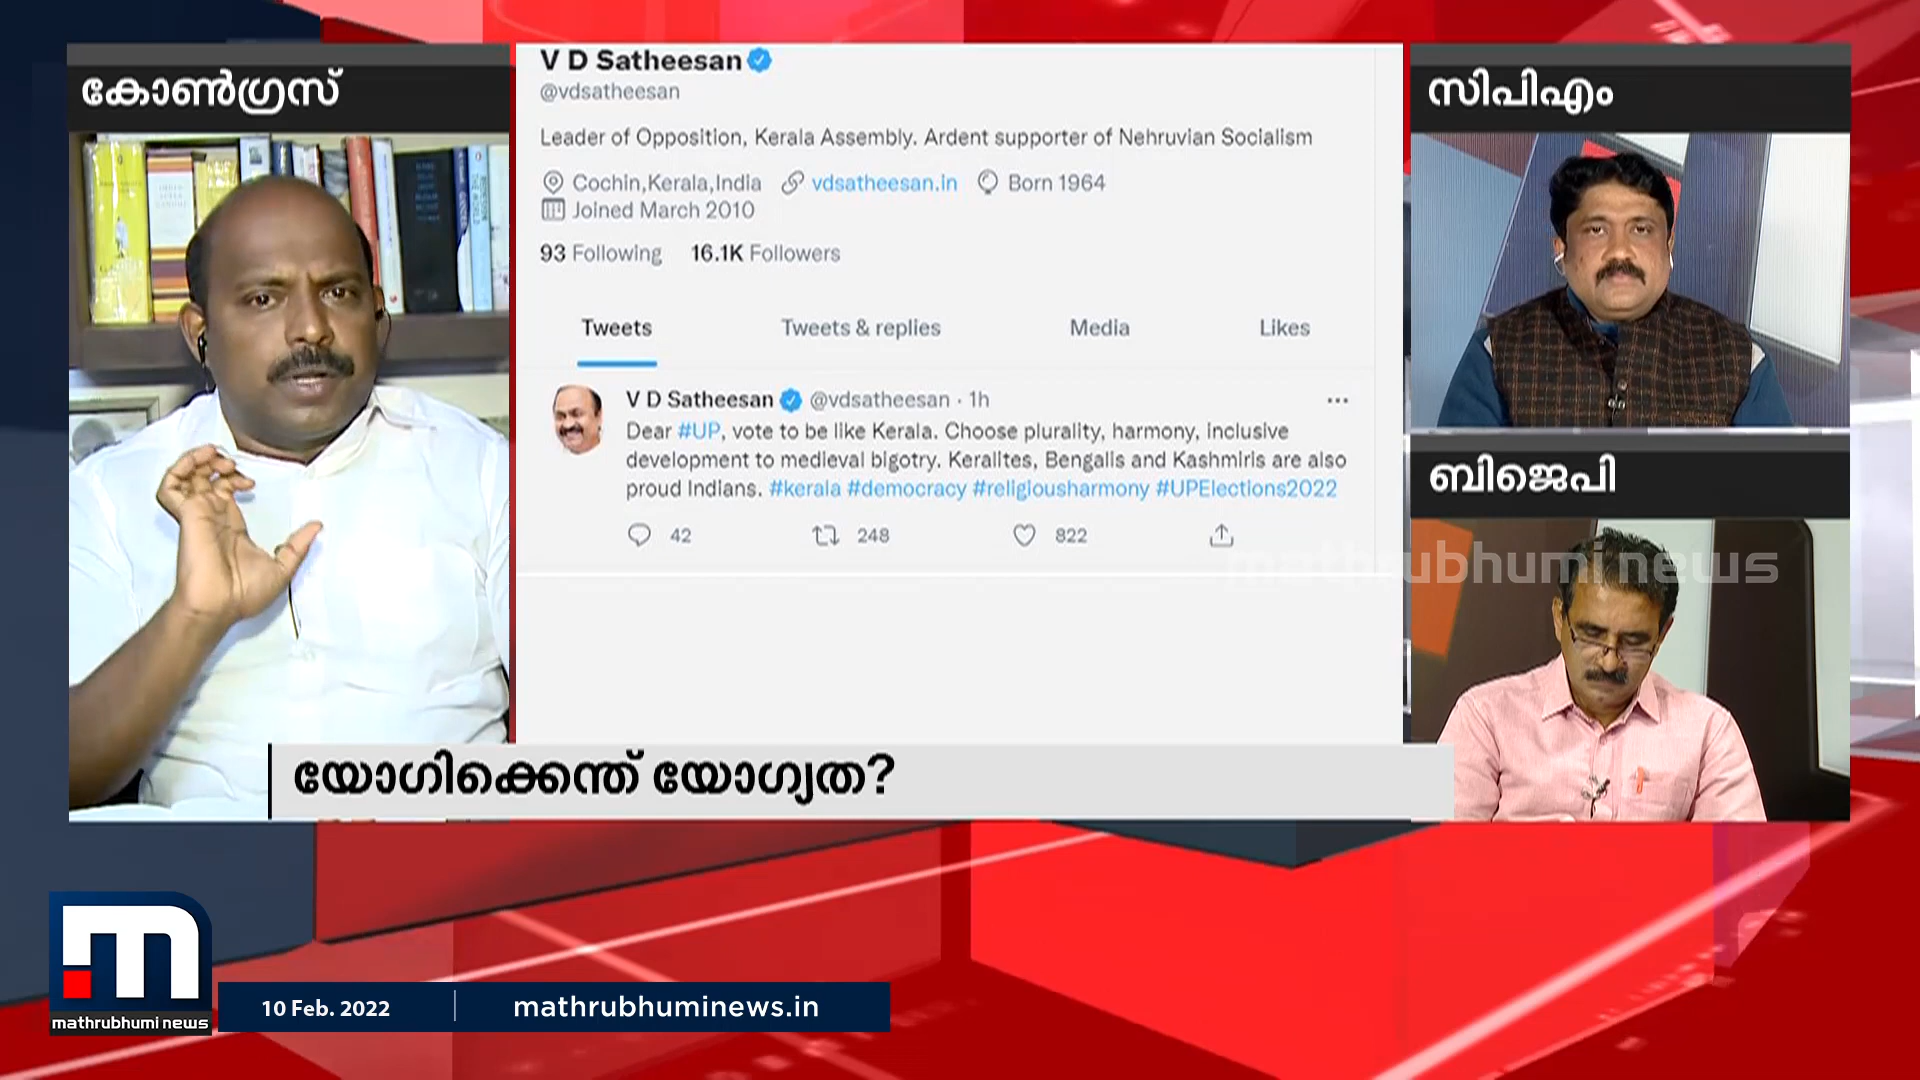 കോൺഗ്രസ്
V D Satheesan
@vdsatheesan
Leader of Opposition, Kerala Assembly. Ardent supporter of Nehruvian Socialism
Cochin,Kerala,India vdsatheesan.in Born 1964
Joined March 2010
93 Following 16.1K Followers
Tweets Tweets & replies Media Likes
V D Satheesan @vdsatheesan · 1h
Dear #UP, vote to be like Kerala. Choose plurality, harmony, inclusive
development to medieval bigotry. Keralites, Bengalis and Kashmiris are also
proud Indians. #kerala #democracy #religiousharmony #UPElections2022
42 248 822
സിപിഎം
ബിജെപി
mathrubhumi news
യോഗിക്കെന്ത് യോഗ്യത?
mathrubhumi news
10 Feb. 2022
mathrubhuminews.in